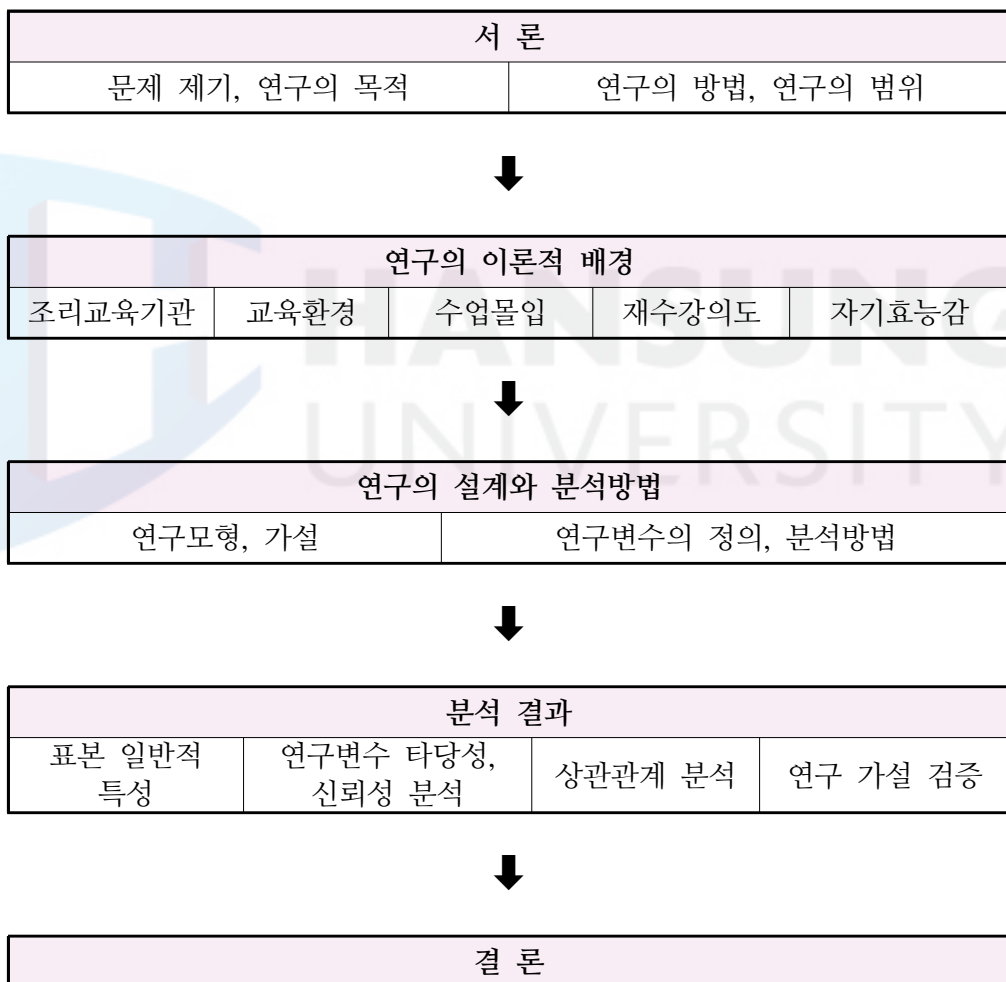 서 론
문제 제기, 연구의 목적 연구의 방법, 연구의 범위
연구의 이론적 배경
조리교육기관 교육환경 수업몰입 재수강의도 자기효능감
HANSUNG
UNIVERSITY
연구의 설계와 분석방법
연구모형, 가설 연구변수의 정의, 분석방법
분석 결과
표본 일반적
특성
연구변수 타당성,
신뢰성 분석
상관관계 분석
연구 가설 검증
결 론